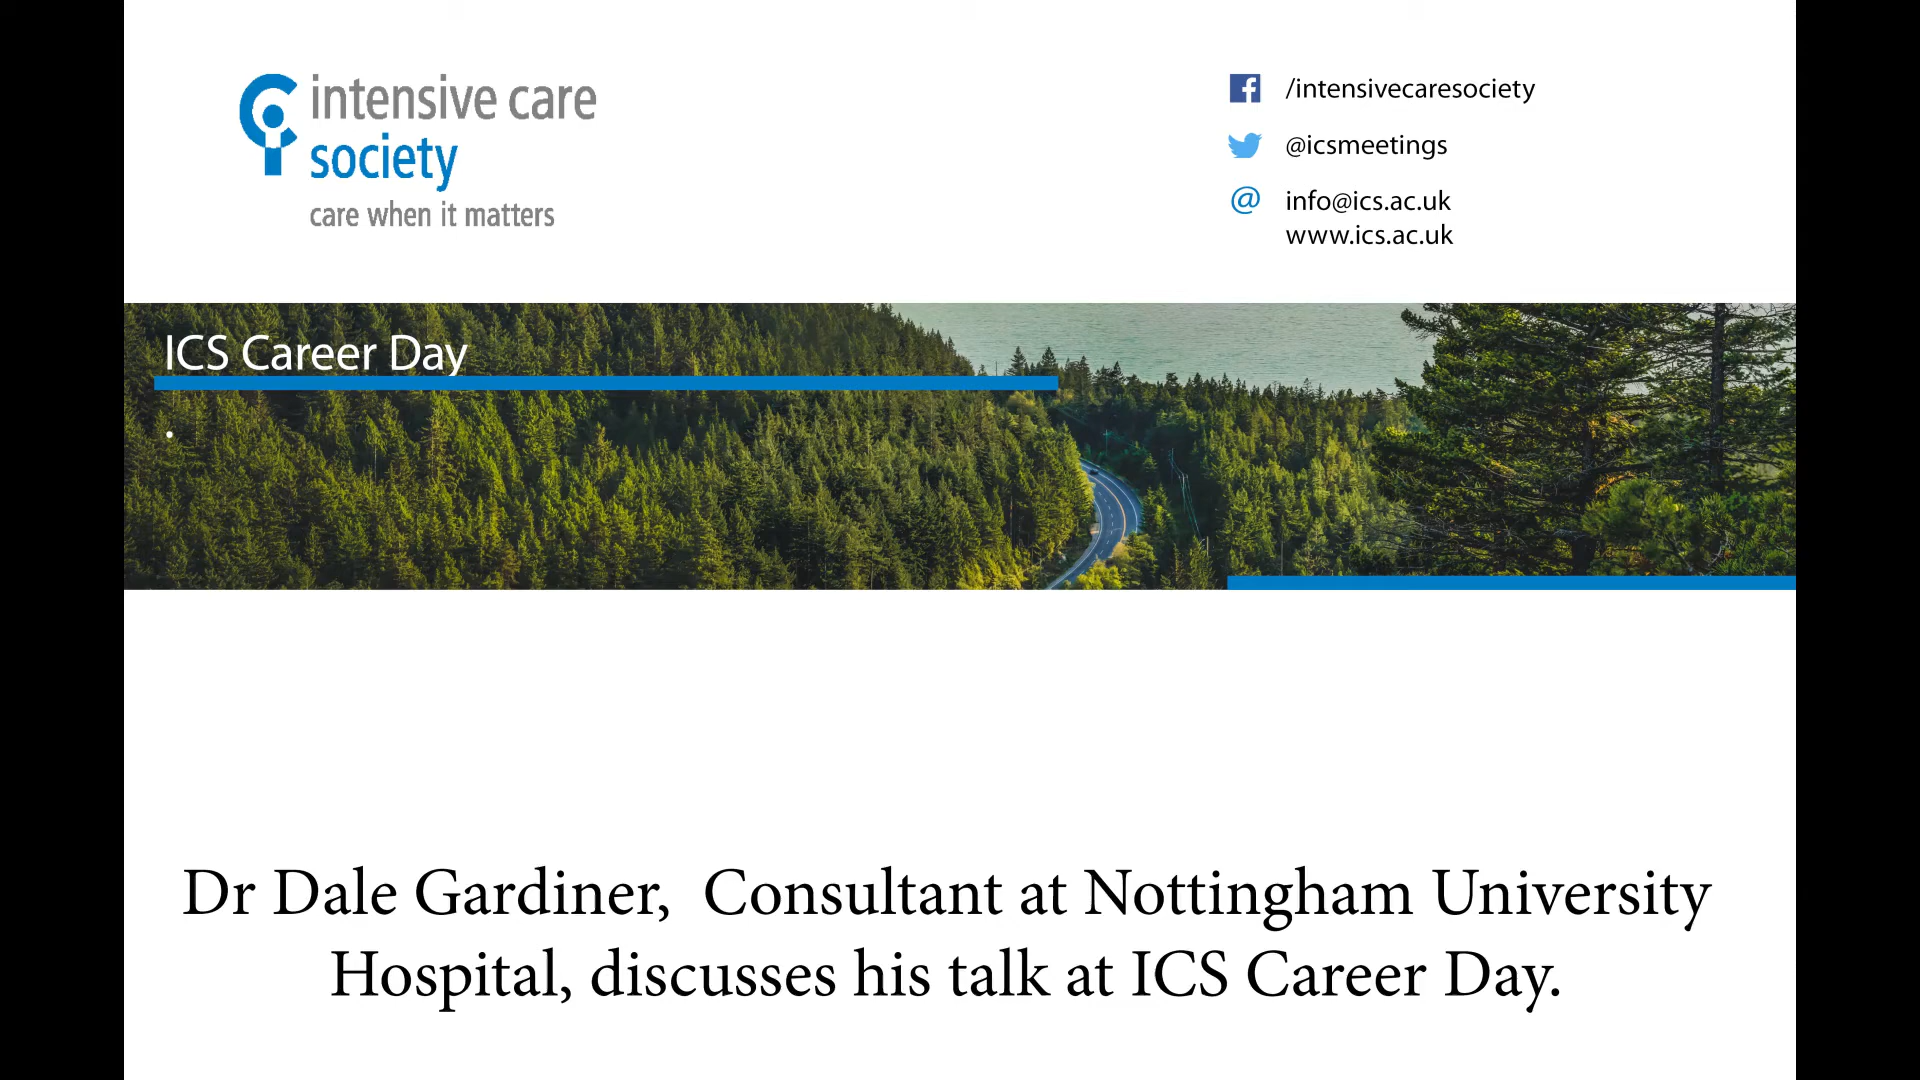 intensive care
society
care when it matters
/intensivecaresociety
@icsmeetings
@ info@ics.ac.uk
www.ics.ac.uk
ICS Career Day
.
Dr Dale Gardiner,  Consultant at Nottingham University
Hospital, discusses his talk at ICS Career Day.